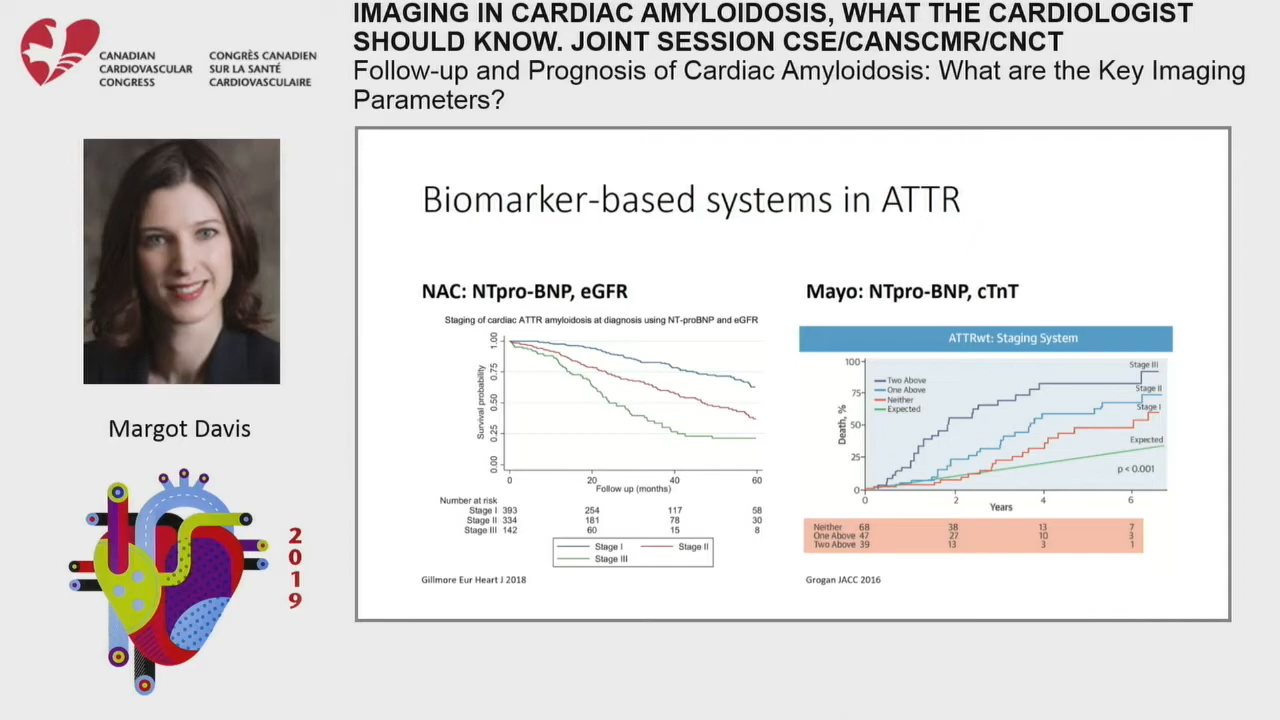 IMAGING IN CARDIAC AMYLOIDOSIS, WHAT THE CARDIOLOGIST
SHOULD KNOW. JOINT SESSION CSE/CANSCMR/CNCT
Follow-up and Prognosis of Cardiac Amyloidosis: What are the Key Imaging
Parameters?
CANADIAN
CARDIOVASCULAR
CONGRESS
CONGRÈS CANADIEN
SUR LA SANTÉ
CARDIOVASCULAIRE
Margot Davis
2
0
1
9
Biomarker-based systems in ATTR
NAC: NTpro-BNP, eGFR
Staging of cardiac ATTR amyloidosis at diagnosis using NT-proBNP and eGFR
Survival probability
1.00
0.75
0.50
0.25
0.00
0 20 40 60
Follow up (months)
Number at risk
Stage I 393 254 117 58
Stage II 334 181 78 30
Stage III 142 60 15 8
Stage I Stage II
Stage III
Gillmore Eur Heart J 2018
Mayo: NTpro-BNP, cTnT
ATTRwt: Staging System
Death, %
100
75
50
25
0
Two Above
One Above
Neither
Expected
Stage III
Stage II
Stage I
Expected
p < 0.001
0 2 4 6
Years
Neither 68 38 13 7
One Above 47 27 10 3
Two Above 39 13 3 1
Grogan JACC 2016